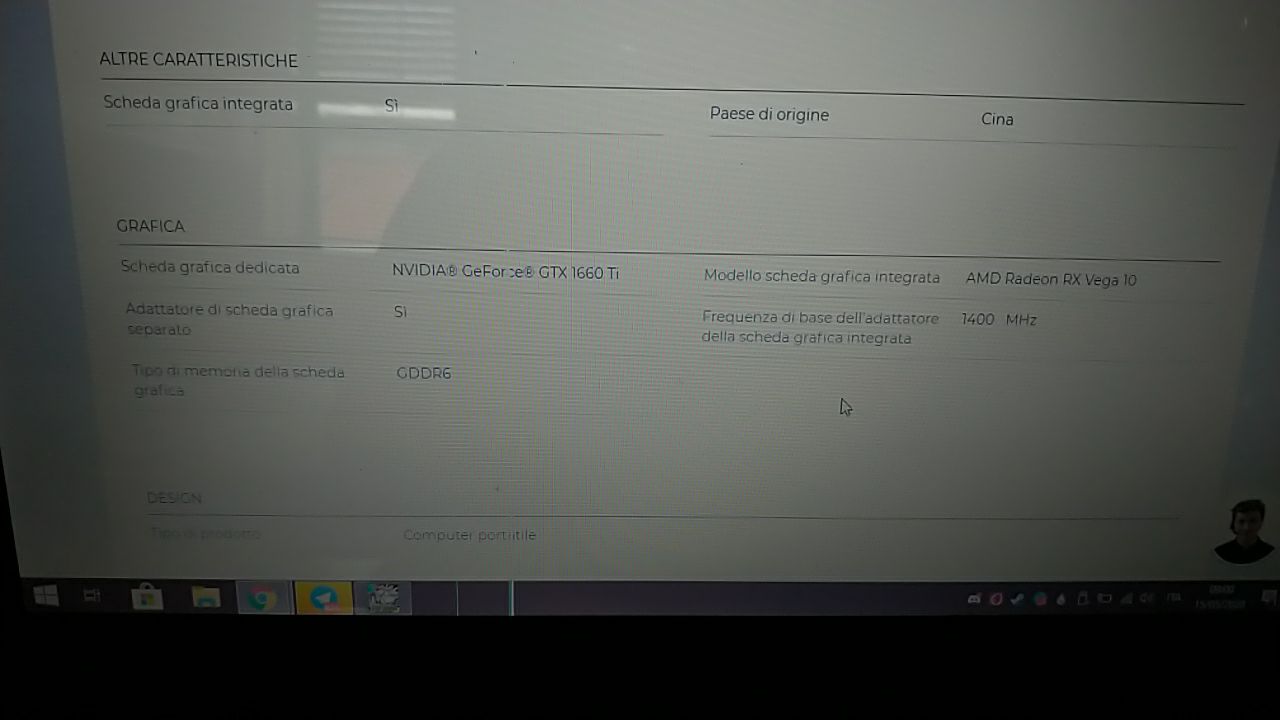 ALTRE CARATTERISTICHE
Scheda grafica integrata Sì
Paese di origine Cina
GRAFICA
Scheda grafica dedicata NVIDIA® GeForce® GTX 1660 Ti
Modello scheda grafica integrata AMD Radeon RX Vega 10
Adattatore di scheda grafica
separato Sì
Frequenza di base dell'adattatore
della scheda grafica integrata 1400 MHz
Tipo di memoria della scheda
grafica GDDR6
DESIGN
Tipo di prodotto Computer portatile
ITA